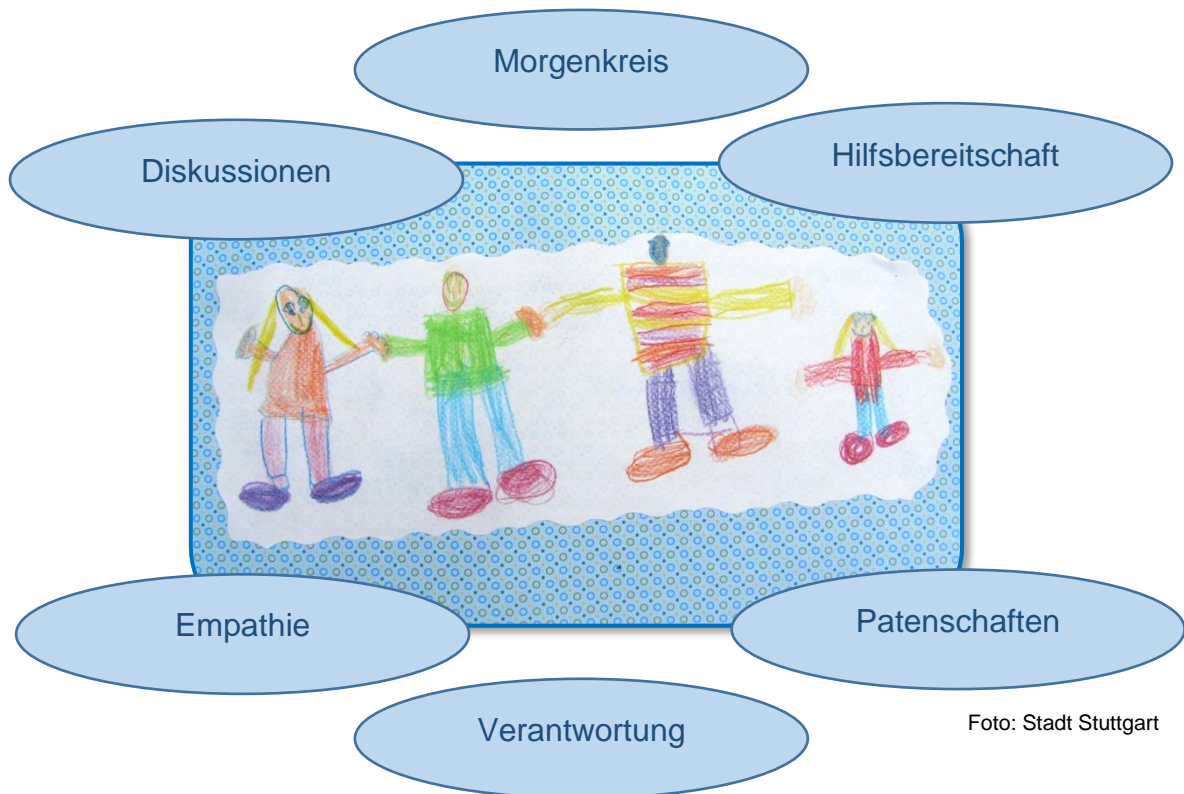 Morgenkreis
Diskussionen
Hilfsbereitschaft
Empathie
Patenschaften
Verantwortung
Foto: Stadt Stuttgart